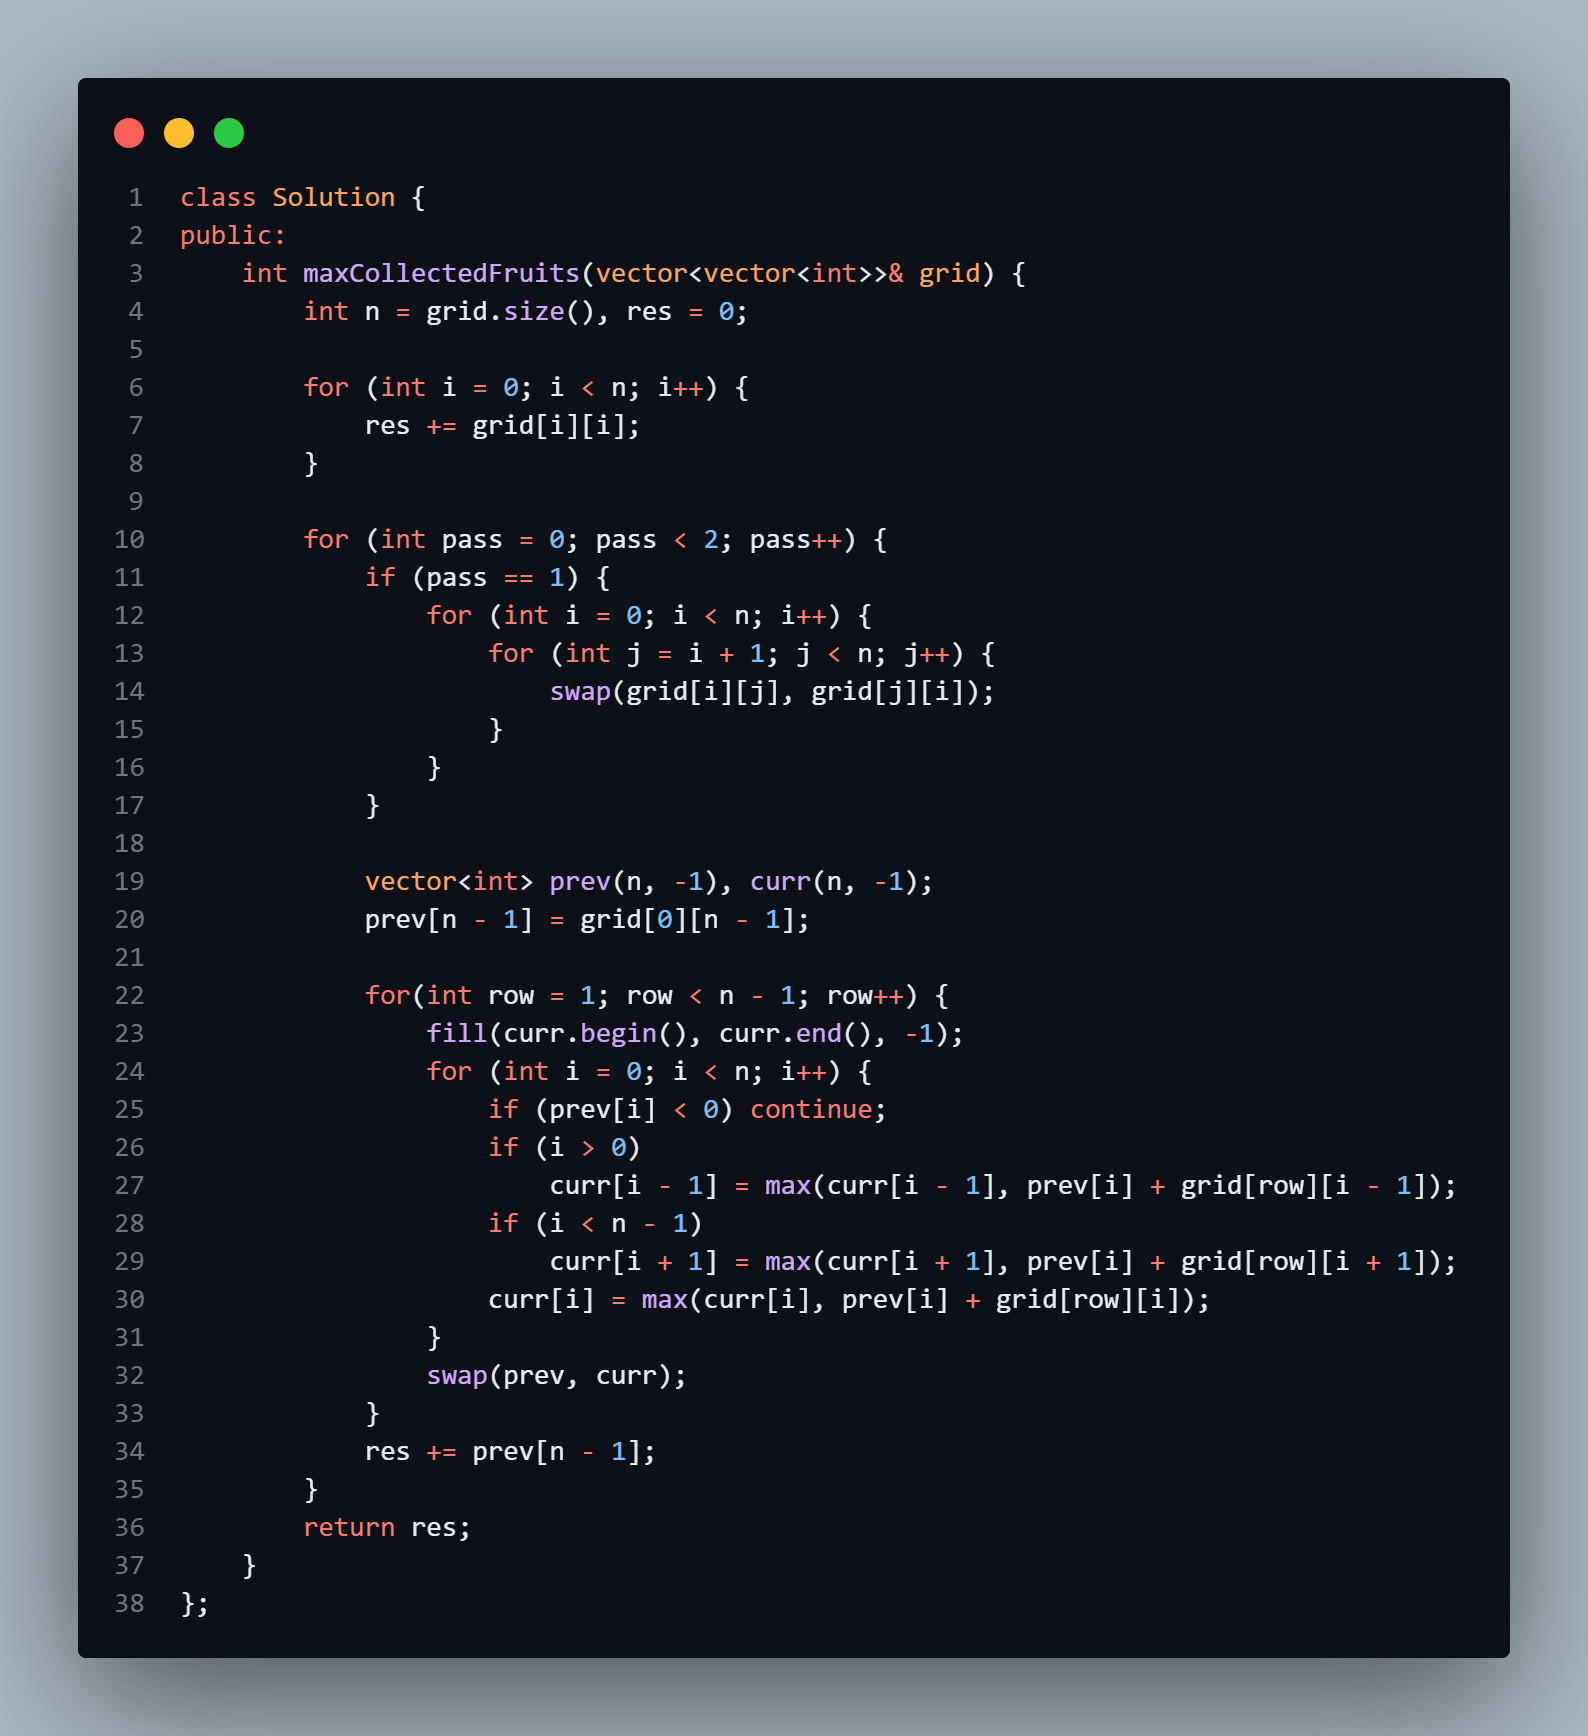 1 class Solution {
2 public:
3     int maxCollectedFruits(vector<vector<int>>& grid) {
4         int n = grid.size(), res = 0;
5
6         for (int i = 0; i < n; i++) {
7             res += grid[i][i];
8         }
9
10         for (int pass = 0; pass < 2; pass++) {
11             if (pass == 1) {
12                 for (int i = 0; i < n; i++) {
13                     for (int j = i + 1; j < n; j++) {
14                         swap(grid[i][j], grid[j][i]);
15                     }
16                 }
17             }
18
19             vector<int> prev(n, -1), curr(n, -1);
20             prev[n - 1] = grid[0][n - 1];
21
22             for(int row = 1; row < n - 1; row++) {
23                 fill(curr.begin(), curr.end(), -1);
24                 for (int i = 0; i < n; i++) {
25                     if (prev[i] < 0) continue;
26                     if (i > 0)
27                         curr[i - 1] = max(curr[i - 1], prev[i] + grid[row][i - 1]);
28                     if (i < n - 1)
29                         curr[i + 1] = max(curr[i + 1], prev[i] + grid[row][i + 1]);
30                     curr[i] = max(curr[i], prev[i] + grid[row][i]);
31                 }
32                 swap(prev, curr);
33             }
34             res += prev[n - 1];
35         }
36         return res;
37     }
38 };